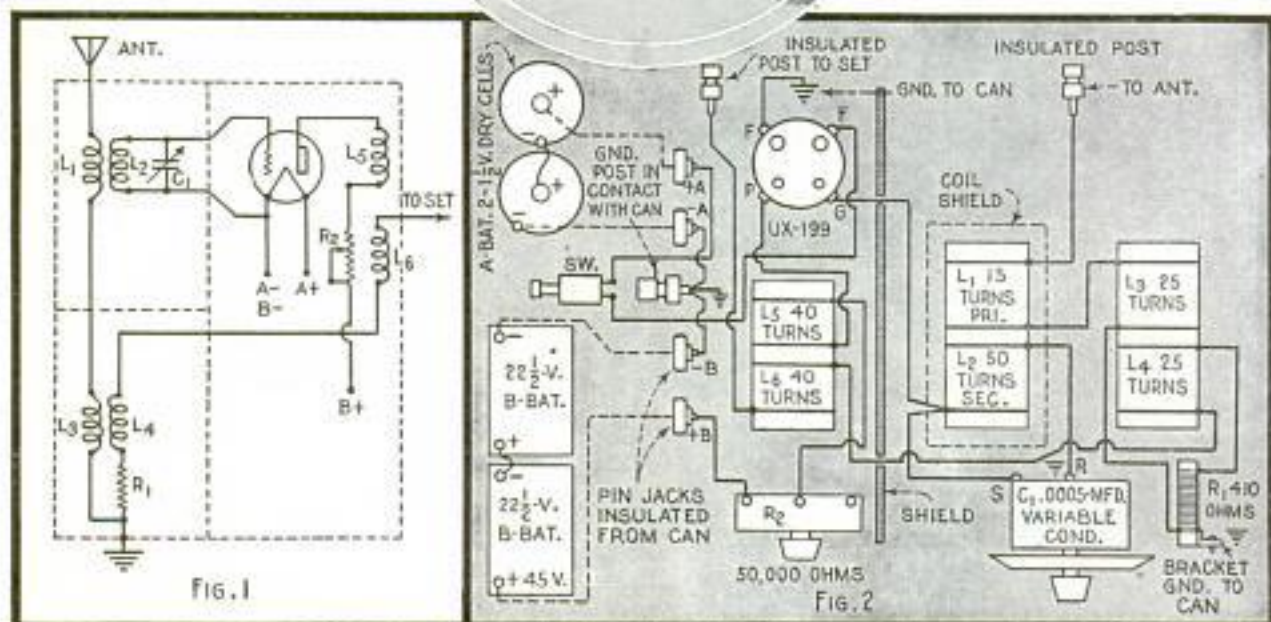 ANT.
L1
L2
C1
L5
TO SET
R2
L6
A- A+
B-
B+
L3
L4
R1
FIG. 1
A-BAT. 2-1½-V. DRY CELLS
+
-
+
-
INSULATED
POST TO SET
GND.
POST IN
CONTACT
WITH CAN
+A
-A
SW.
F
F
P
G
UX-199
GND. TO CAN
INSULATED POST
TO ANT.
COIL
SHIELD
L1 15
TURNS
PRI.
L2 50
TURNS
SEC.
L3 25
TURNS
L4 25
TURNS
L5 40
TURNS
L6 40
TURNS
-
22½-V.
B-BAT.
+
-
22½-V.
B-BAT.
+ 45 V.
-B
+B
PIN JACKS
INSULATED
FROM CAN
R2
50,000 OHMS
SHIELD
S
R
C1 .0005-MFD.
VARIABLE
COND.
R1 410
OHMS
BRACKET
GND. TO
CAN
FIG. 2